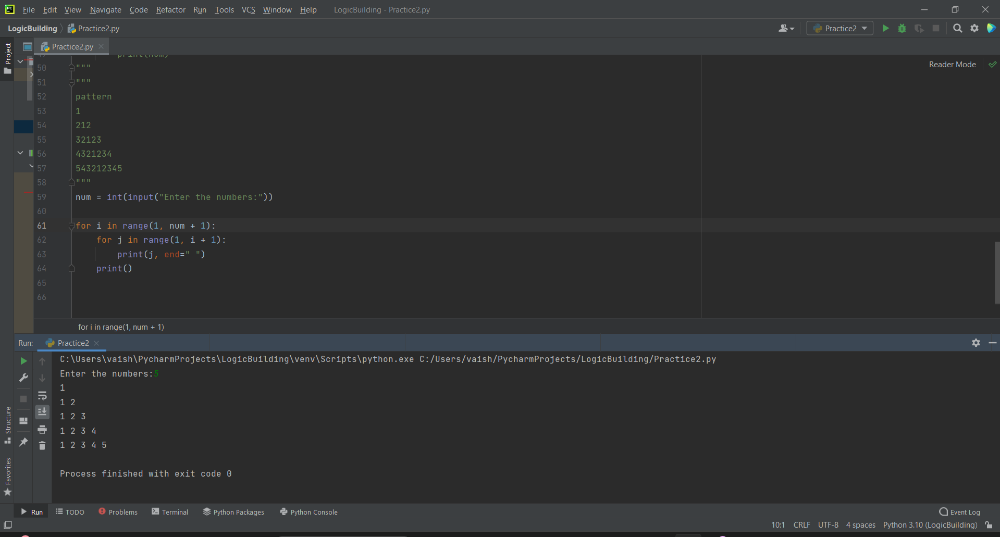 File Edit View Navigate Code Refactor Run Tools VCS Window Help LogicBuilding - Practice2.py
LogicBuilding Practice2.py Practice2
Project
Practice2.py
print(num)
Reader Mode
50 """
51 """
52 pattern
53 1
54 212
55 32123
56 4321234
57 543212345
58 """
59 num = int(input("Enter the numbers:"))
60
61 for i in range(1, num + 1):
62     for j in range(1, i + 1):
63         print(j, end=" ")
64     print()
65
66
for i in range(1, num + 1)
Run: Practice2
C:\Users\vaish\PycharmProjects\LogicBuilding\venv\Scripts\python.exe C:/Users/vaish/PycharmProjects/LogicBuilding/Practice2.py
Enter the numbers:5
1
1 2
1 2 3
1 2 3 4
1 2 3 4 5
Process finished with exit code 0
Structure
Favorites
Run TODO Problems Terminal Python Packages Python Console Event Log
10:1 CRLF UTF-8 4 spaces Python 3.10 (LogicBuilding)